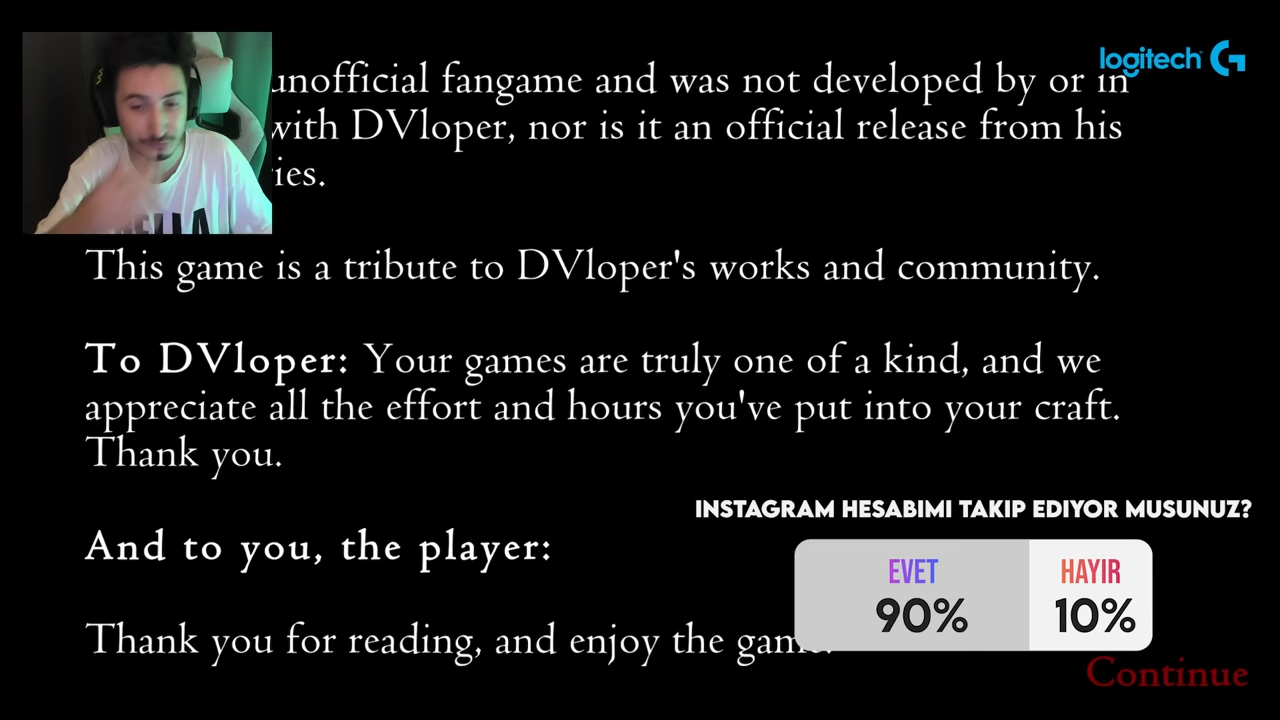 logitech G
unofficial fangame and was not developed by or in
with DVloper, nor is it an official release from his
ies.
This game is a tribute to DVloper's works and community.
To DVloper: Your games are truly one of a kind, and we
appreciate all the effort and hours you've put into your craft.
Thank you.
INSTAGRAM HESABIMI TAKIP EDIYOR MUSUNUZ?
And to you, the player:
EVET HAYIR
90% 10%
Thank you for reading, and enjoy the game.
Continue